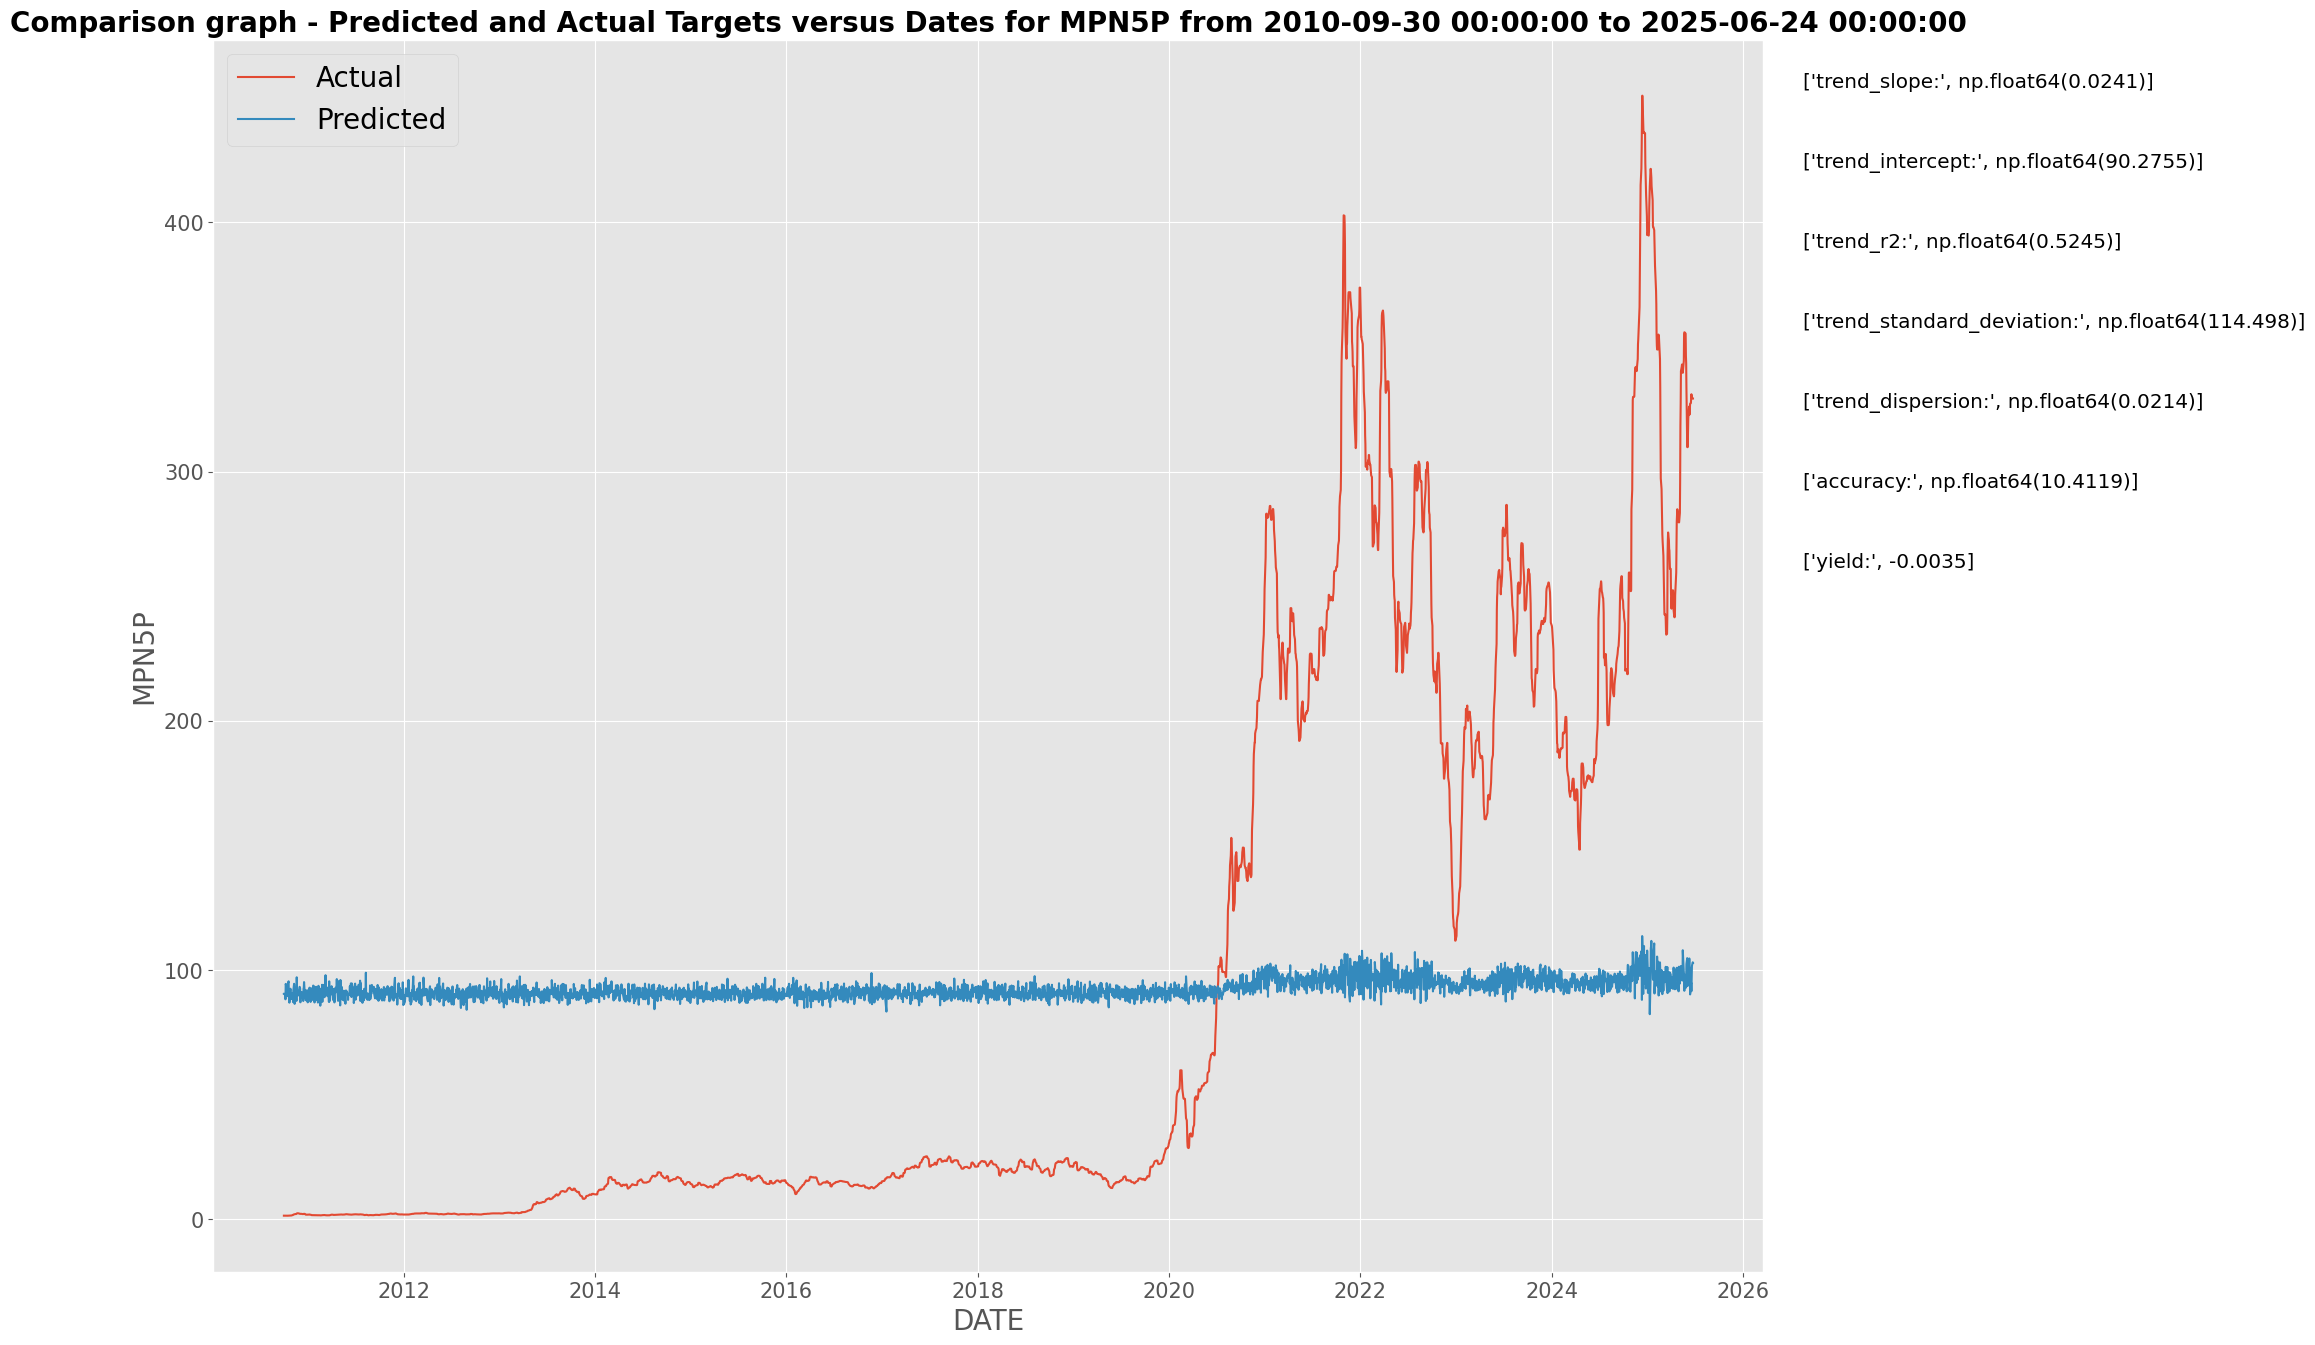 Comparison graph - Predicted and Actual Targets versus Dates for MPN5P from 2010-09-30 00:00:00 to 2025-06-24 00:00:00
Actual
Predicted
['trend_slope:', np.float64(0.0241)]
['trend_intercept:', np.float64(90.2755)]
['trend_r2:', np.float64(0.5245)]
['trend_standard_deviation:', np.float64(114.498)]
['trend_dispersion:', np.float64(0.0214)]
['accuracy:', np.float64(10.4119)]
['yield:', -0.0035]
MPN5P
400
300
200
100
0
2012 2014 2016 2018 2020 2022 2024 2026
DATE